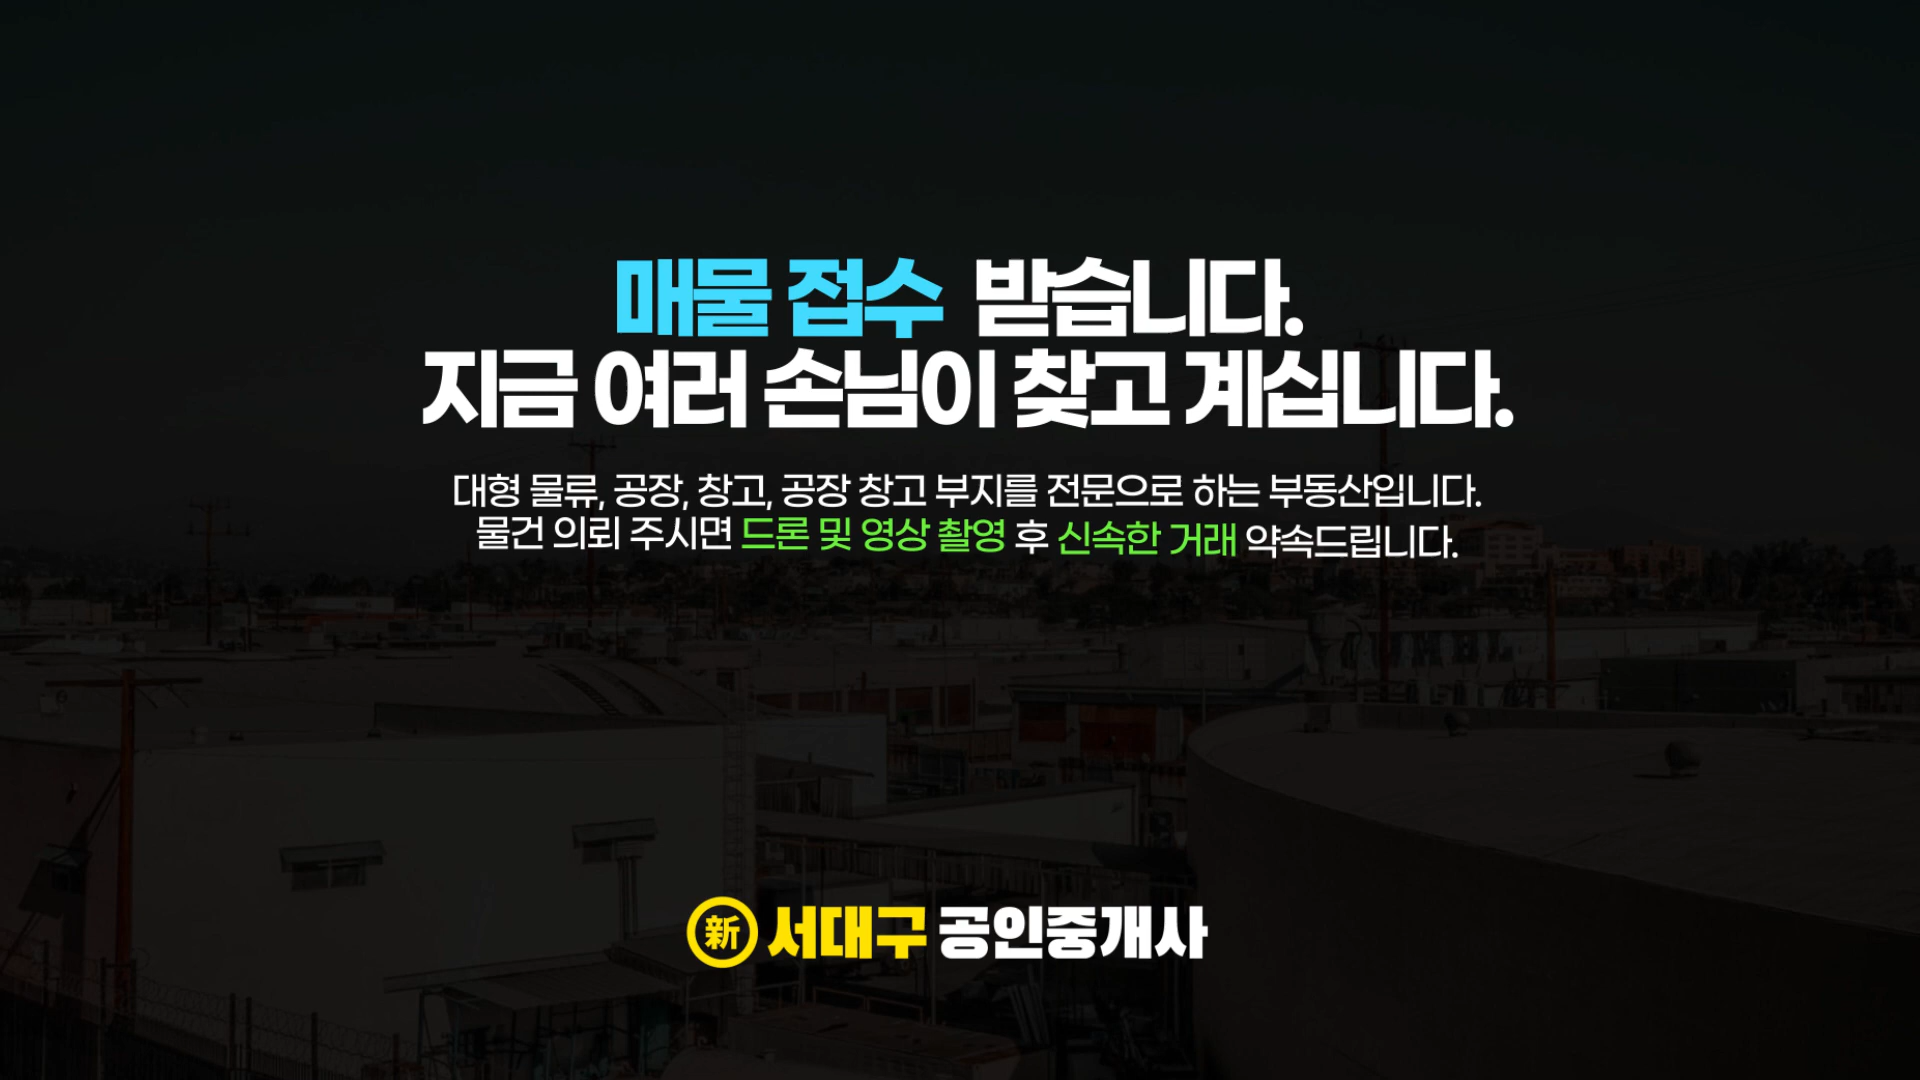 매물 접수 받습니다.
지금 여러 손님이 찾고 계십니다.
대형 물류, 공장, 창고, 공장 창고 부지를 전문으로 하는 부동산입니다.
물건 의뢰 주시면 드론 및 영상 촬영 후 신속한 거래 약속드립니다.
新 서대구 공인중개사